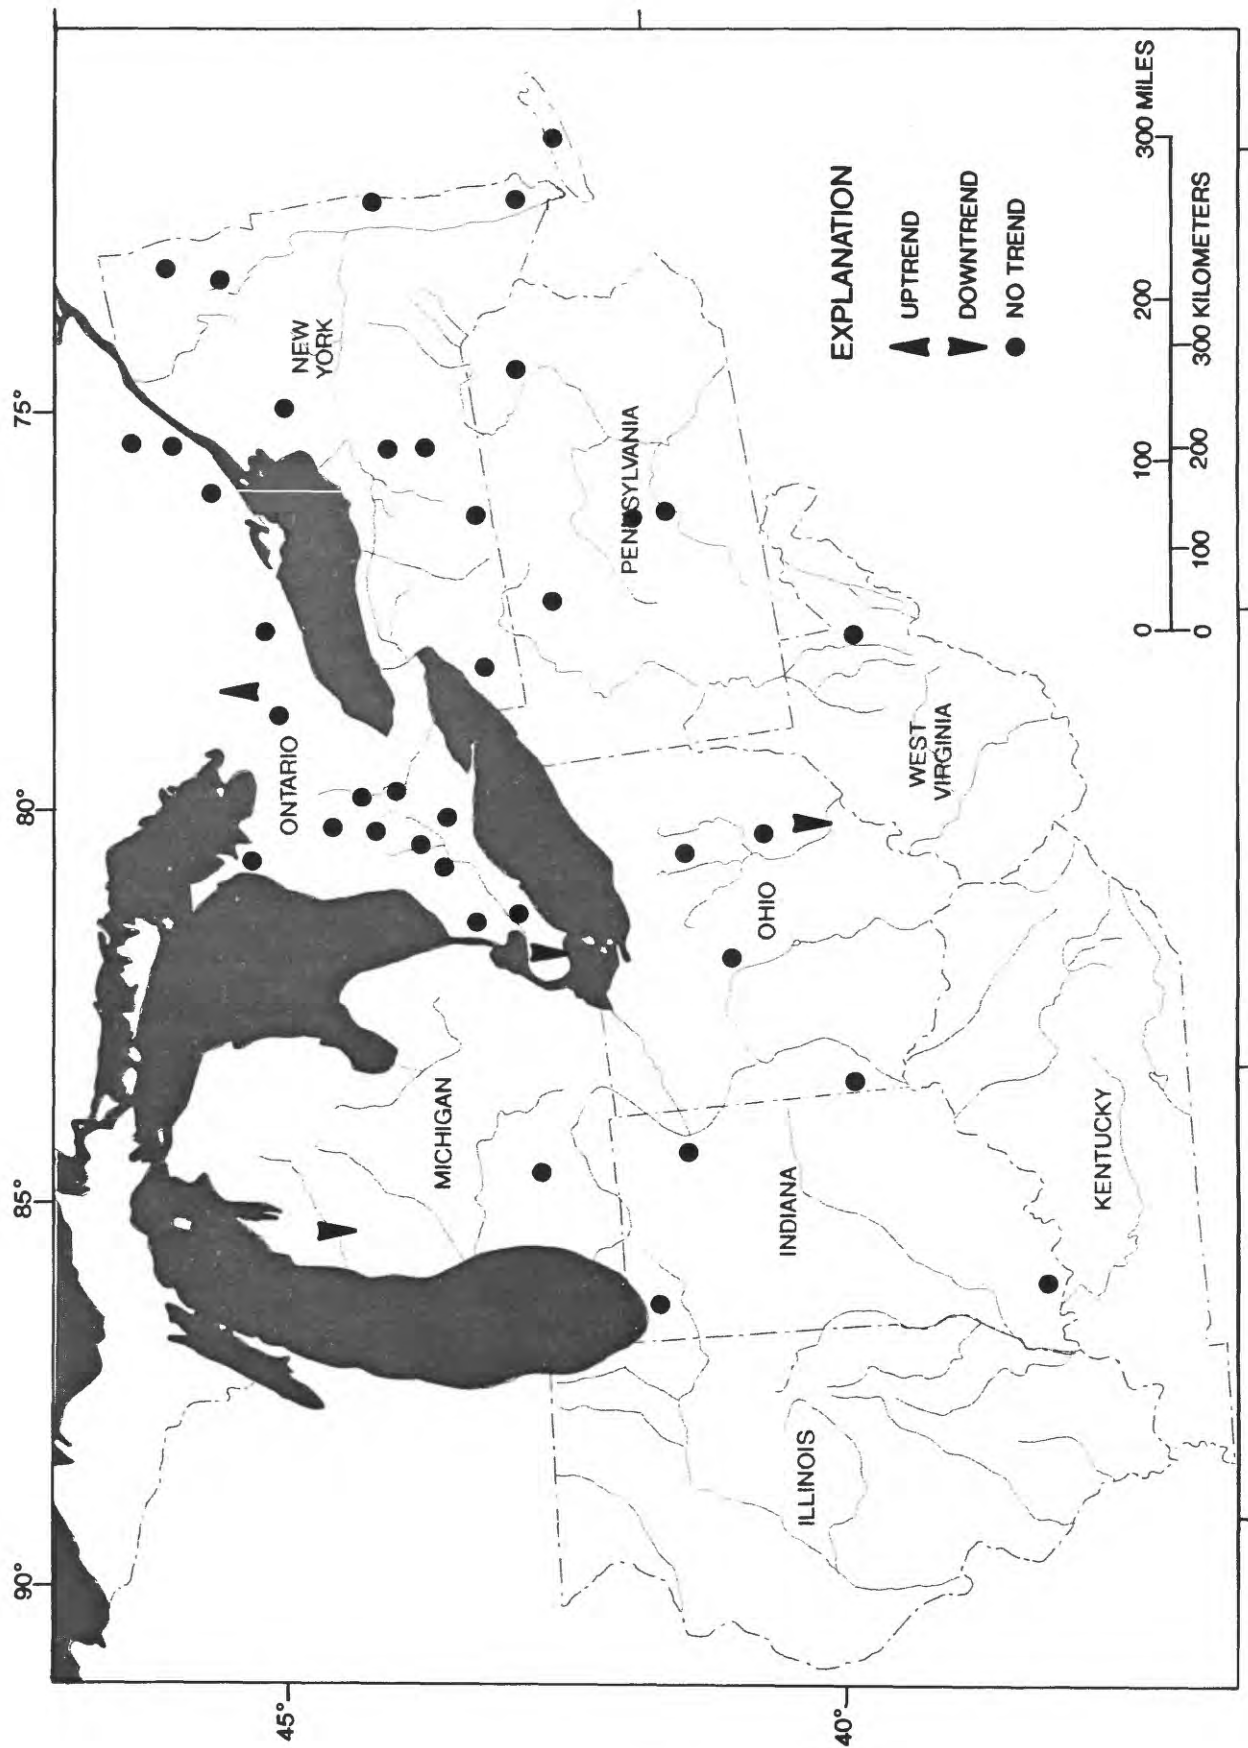 90°
85°
80°
75°
45°
40°
ONTARIO
NEW
YORK
MICHIGAN
PENNSYLVANIA
OHIO
INDIANA
ILLINOIS
WEST
VIRGINIA
KENTUCKY
EXPLANATION
UPTREND
DOWNTREND
NO TREND
0 100 200 300 MILES
0 100 200 300 KILOMETERS